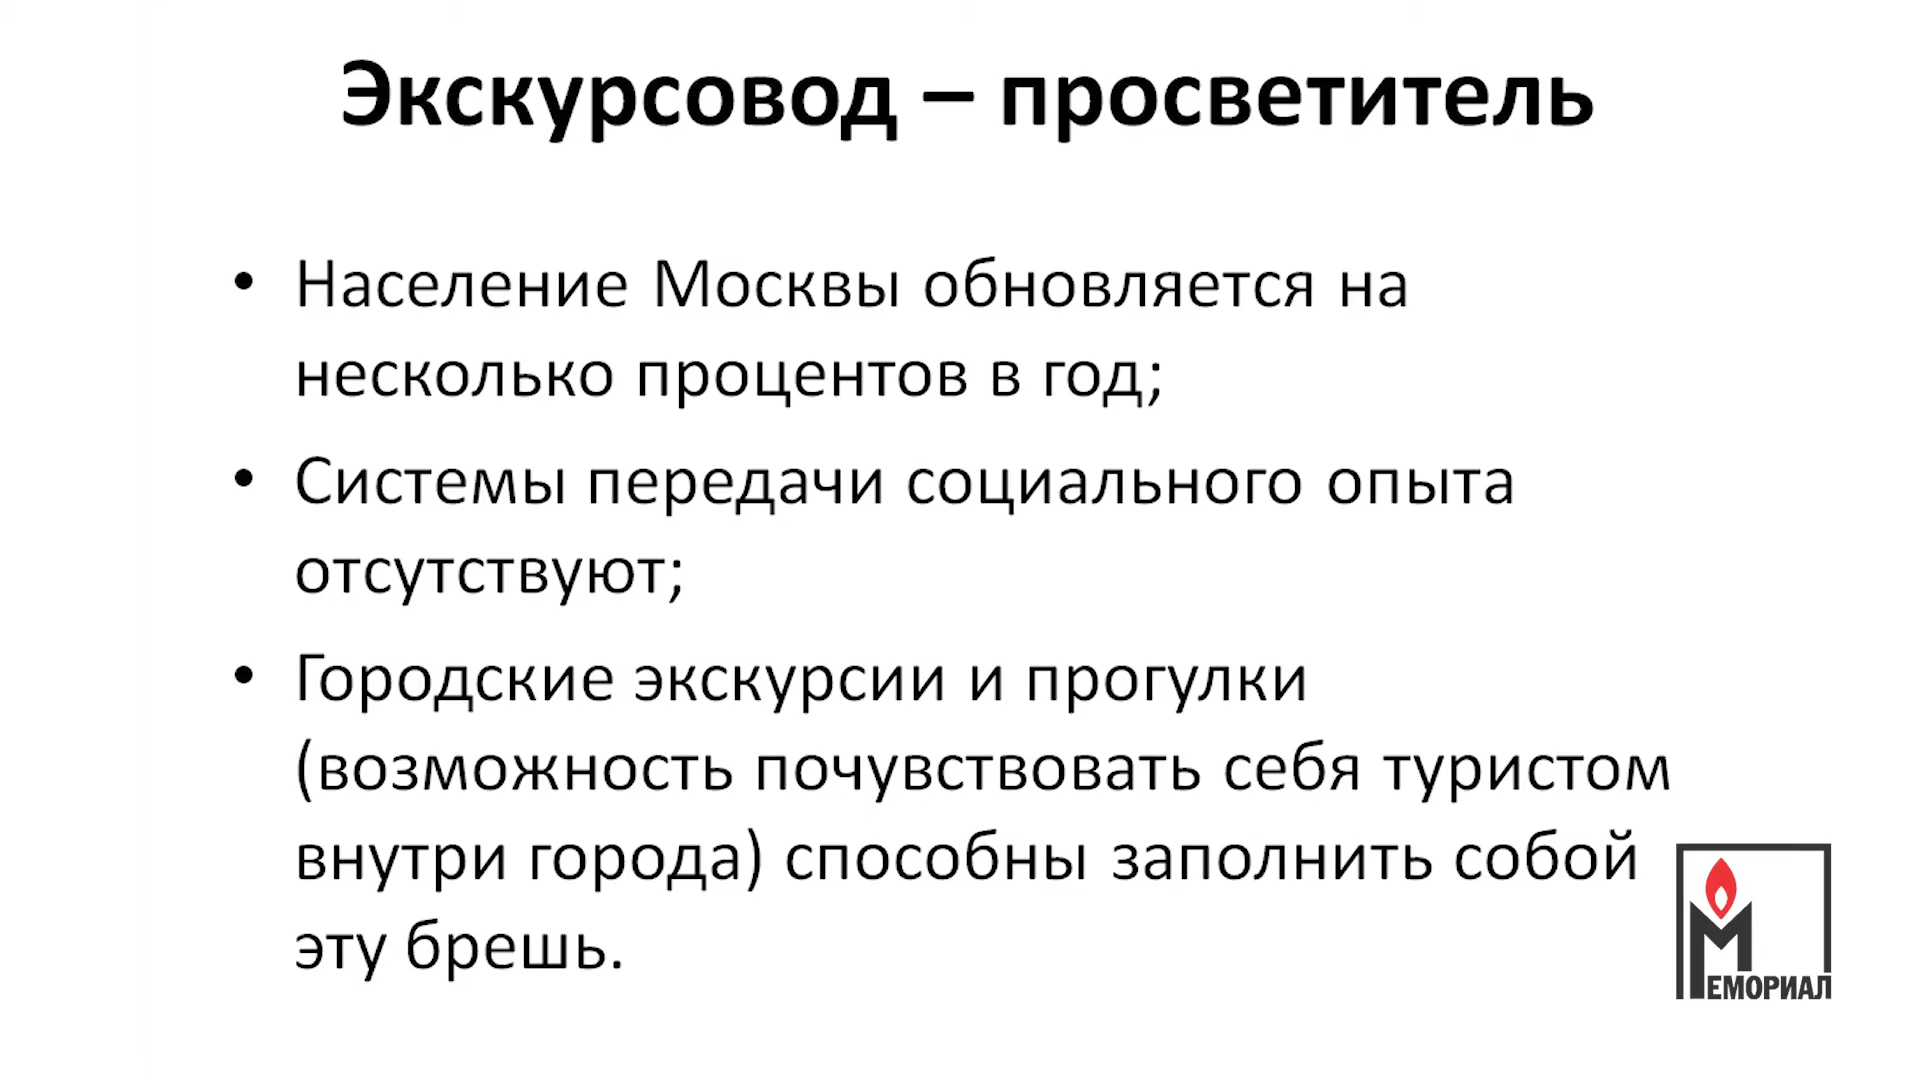 Экскурсовод – просветитель
• Население Москвы обновляется на
несколько процентов в год;
• Системы передачи социального опыта
отсутствуют;
• Городские экскурсии и прогулки
(возможность почувствовать себя туристом
внутри города) способны заполнить собой
эту брешь.
МЕМОРИАЛ